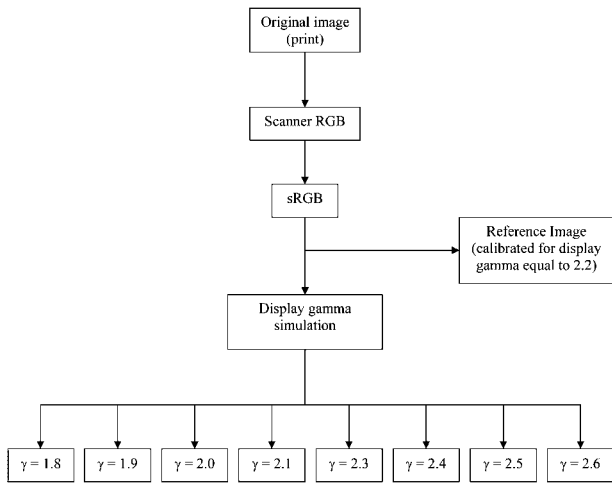 Original image
(print)
Scanner RGB
sRGB
Reference Image
(calibrated for display
gamma equal to 2.2)
Display gamma
simulation
γ = 1.8
γ = 1.9
γ = 2.0
γ = 2.1
γ = 2.3
γ = 2.4
γ = 2.5
γ = 2.6